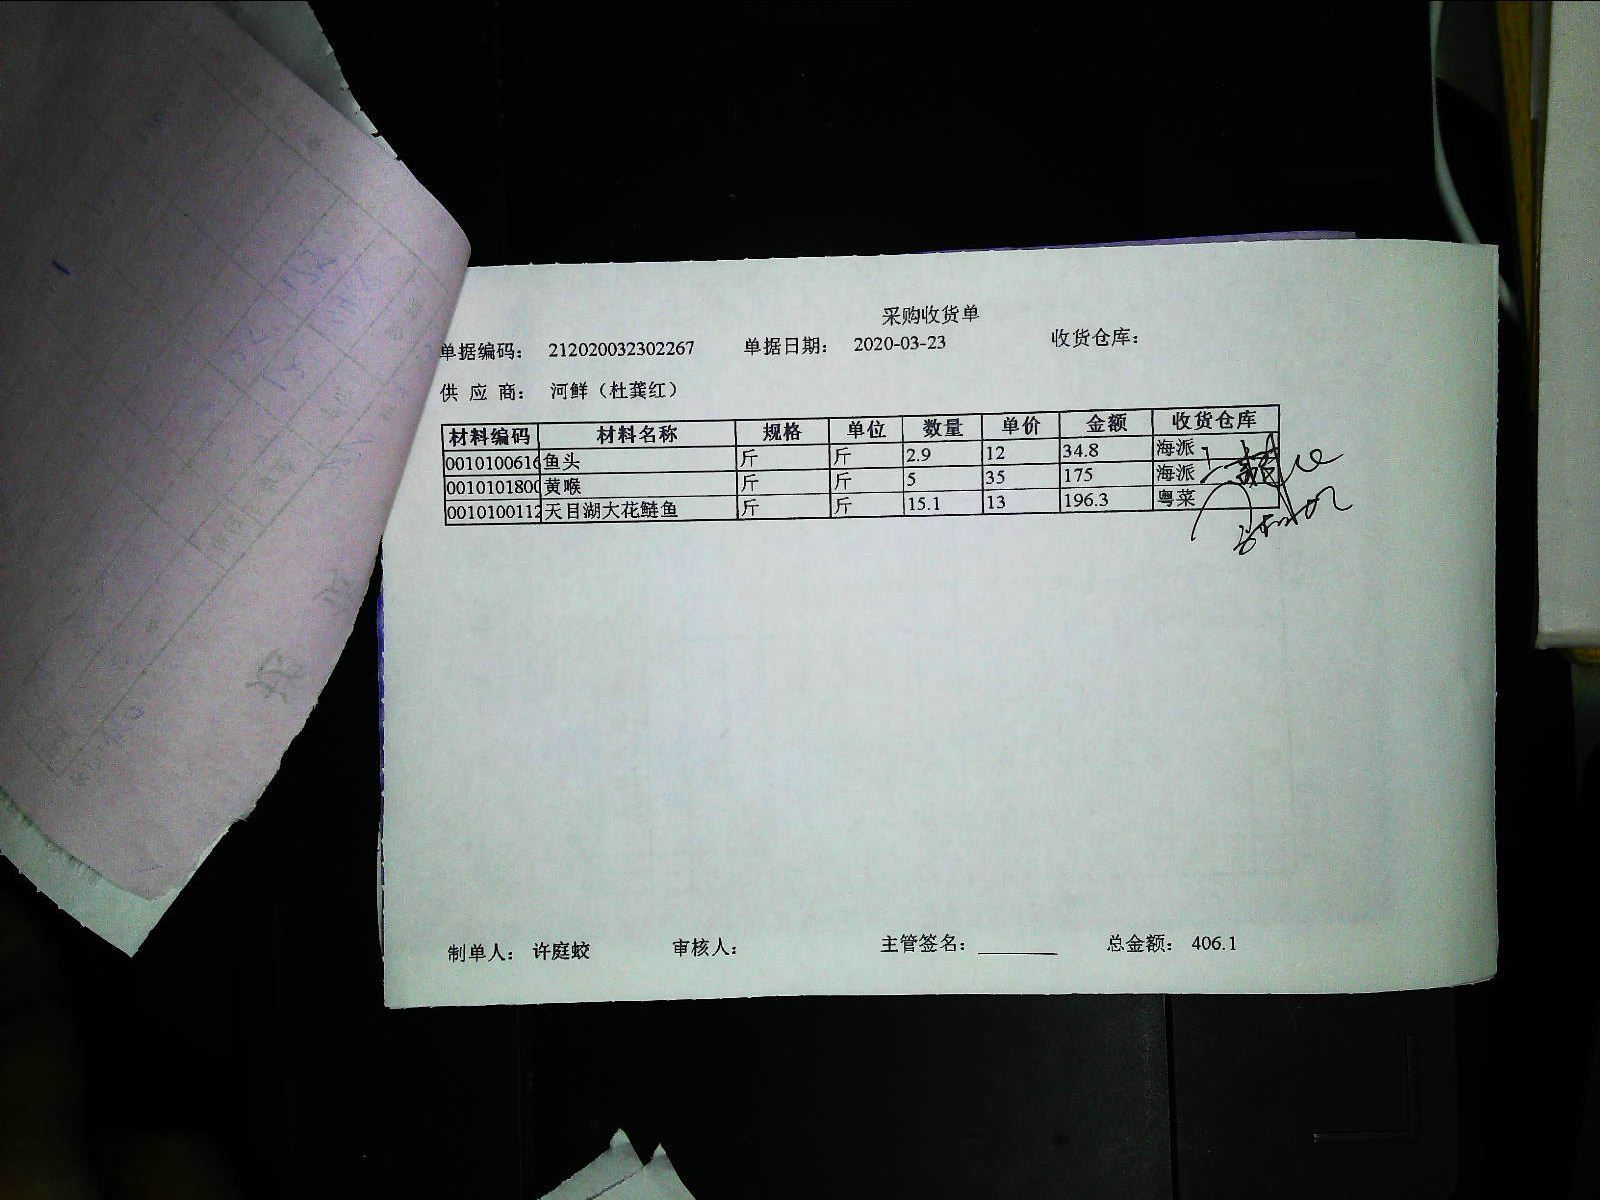 采购收货单
单据编码： 212020032302267 单据日期： 2020-03-23 收货仓库：
供 应 商： 河鲜（杜龚红）
材料编码 材料名称 规格 单位 数量 单价 金额 收货仓库
0010100616 鱼头 斤 斤 2.9 12 34.8 海派
0010101800 黄喉 斤 斤 5 35 175 海派
0010100112 天目湖大花鲢鱼 斤 斤 15.1 13 196.3 粤菜
制单人： 许庭蛟 审核人： 主管签名： 总金额： 406.1